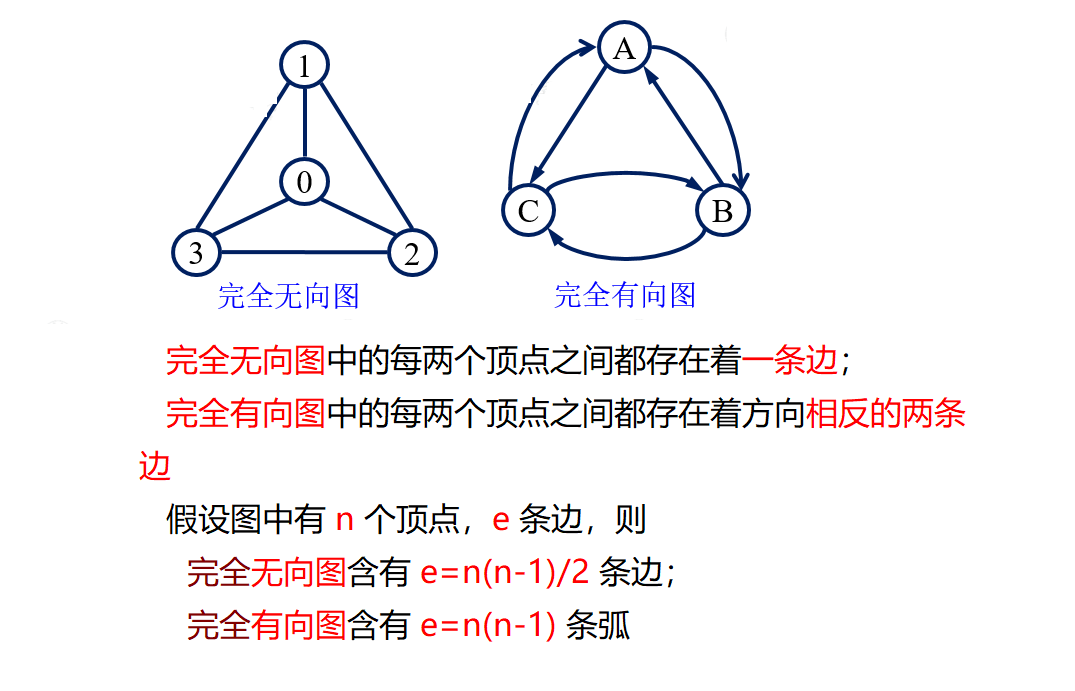 1
A
0
C
B
3
2
完全无向图
完全有向图
完全无向图中的每两个顶点之间都存在着一条边；
完全有向图中的每两个顶点之间都存在着方向相反的两条
边
假设图中有 n 个顶点，e 条边，则
完全无向图含有 e=n(n-1)/2 条边；
完全有向图含有 e=n(n-1) 条弧